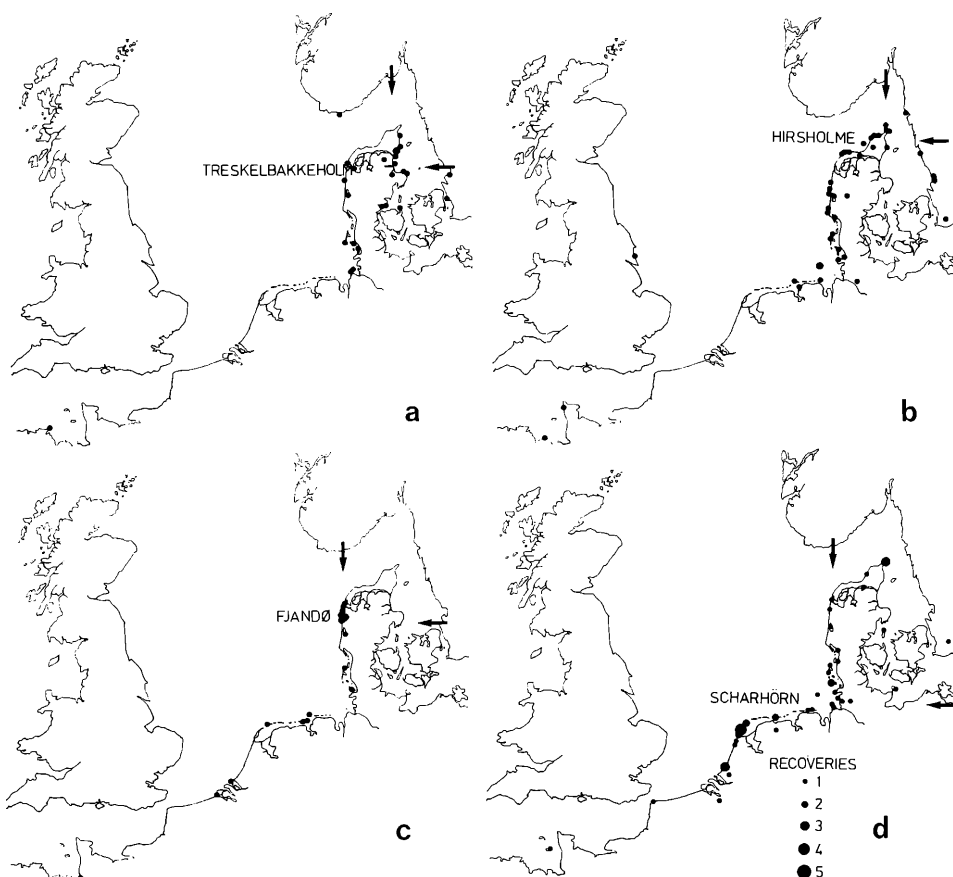 TRESKELBAKKEHOLM
a
HIRSHOLME
b
FJANDØ
c
SCHARHÖRN
RECOVERIES
1
2
3
4
5
d